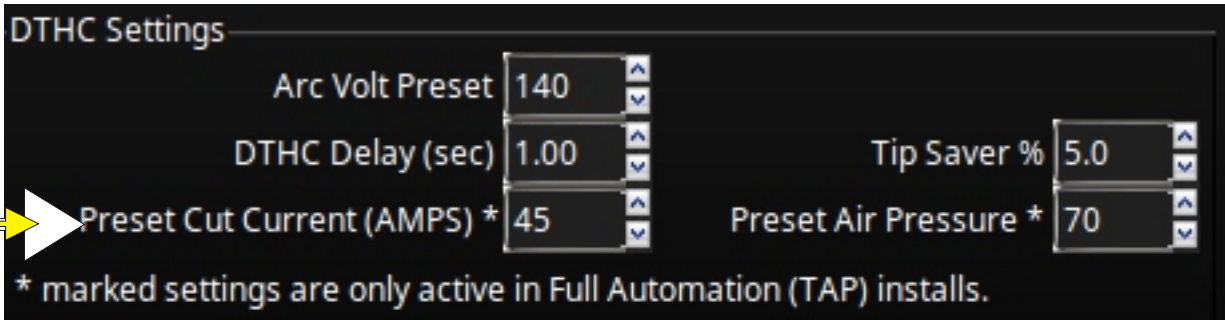 DTHC Settings
Arc Volt Preset 140
DTHC Delay (sec) 1.00 Tip Saver % 5.0
Preset Cut Current (AMPS) * 45 Preset Air Pressure * 70
* marked settings are only active in Full Automation (TAP) installs.